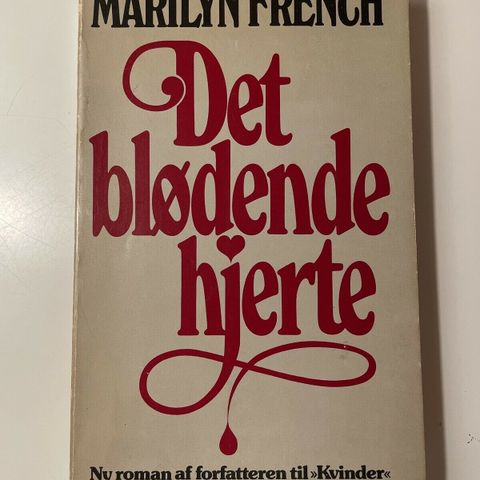 MARILYN FRENCH
Det
blødende
hjerte
Ny roman af forfatteren til »Kvinder«